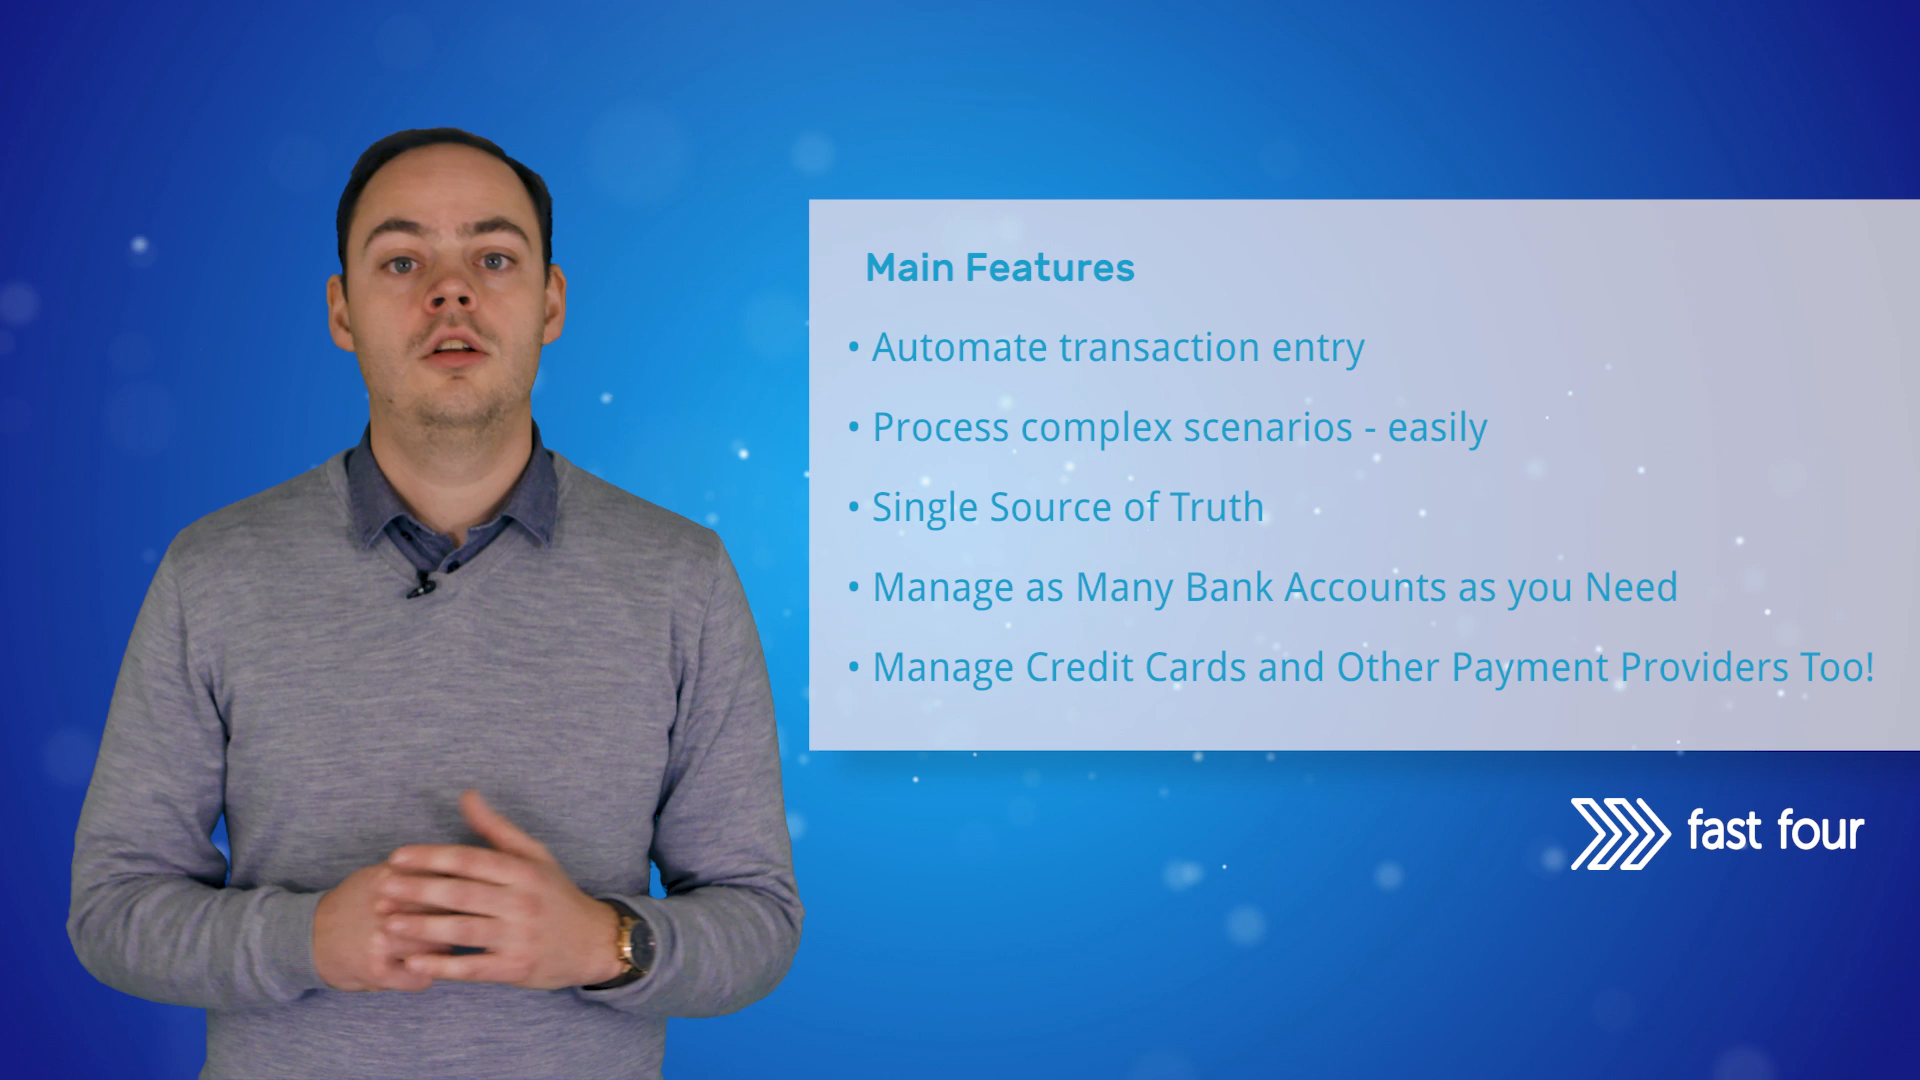 Main Features
• Automate transaction entry
• Process complex scenarios - easily
• Single Source of Truth
• Manage as Many Bank Accounts as you Need
• Manage Credit Cards and Other Payment Providers Too!
fast four